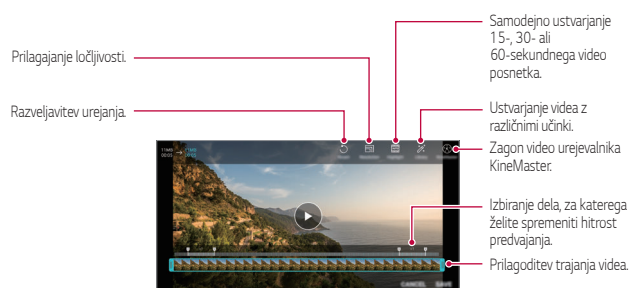 Samodejno ustvarjanje
15-, 30- ali
60-sekundnega video
posnetka.
Prilagajanje ločljivosti.
Razveljavitev urejanja.
Ustvarjanje videa z
različnimi učinki.
Zagon video urejevalnika
KineMaster.
Izbiranje dela, za katerega
želite spremeniti hitrost
predvajanja.
Prilagoditev trajanja videa.
CANCEL SAVE